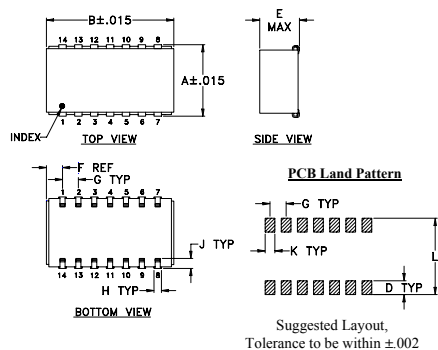 B±.015
14 13 12 11 10 9 8
A±.015
INDEX
1 2 3 4 5 6 7
TOP VIEW
E
MAX
SIDE VIEW
F REF
G TYP
1 2 3 4 5 6 7
J TYP
14 13 12 11 10 9 8
H TYP
BOTTOM VIEW
PCB Land Pattern
G TYP
K TYP
L
D TYP
Suggested Layout,
Tolerance to be within ±.002